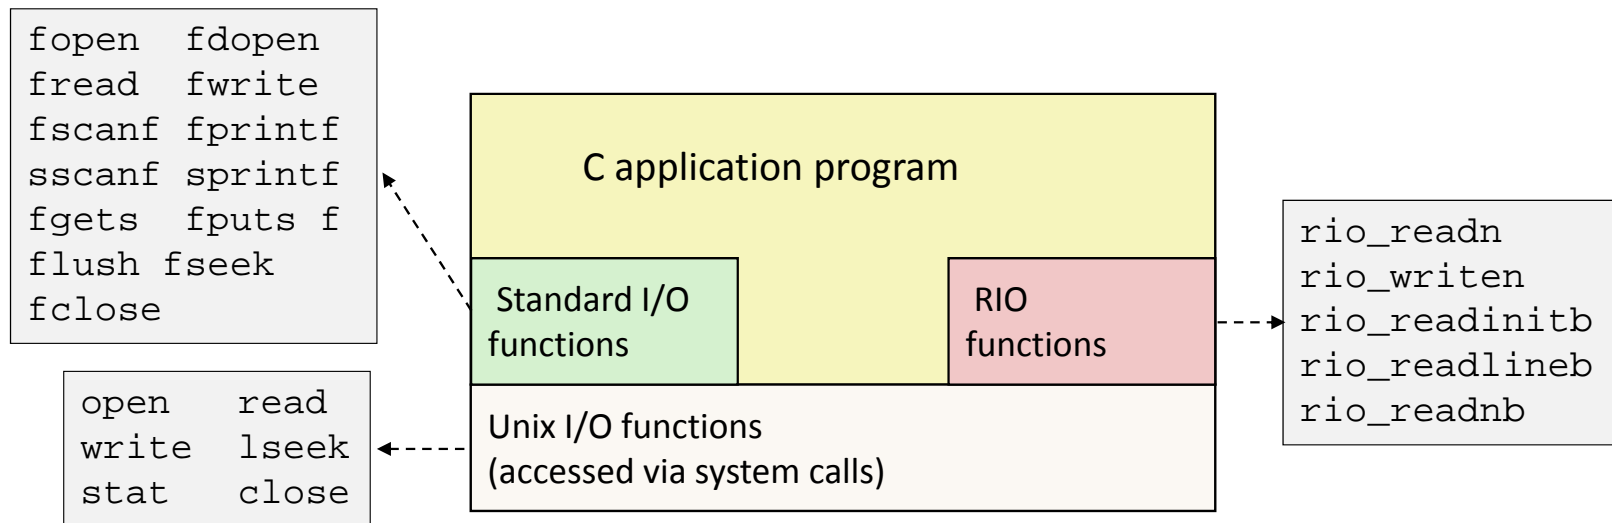 fopen fdopen
fread fwrite
fscanf fprintf
sscanf sprintf
fgets fputs f
flush fseek
fclose
open read
write lseek
stat close
C application program
Standard I/O
functions
RIO
functions
Unix I/O functions
(accessed via system calls)
rio_readn
rio_writen
rio_readinitb
rio_readlineb
rio_readnb